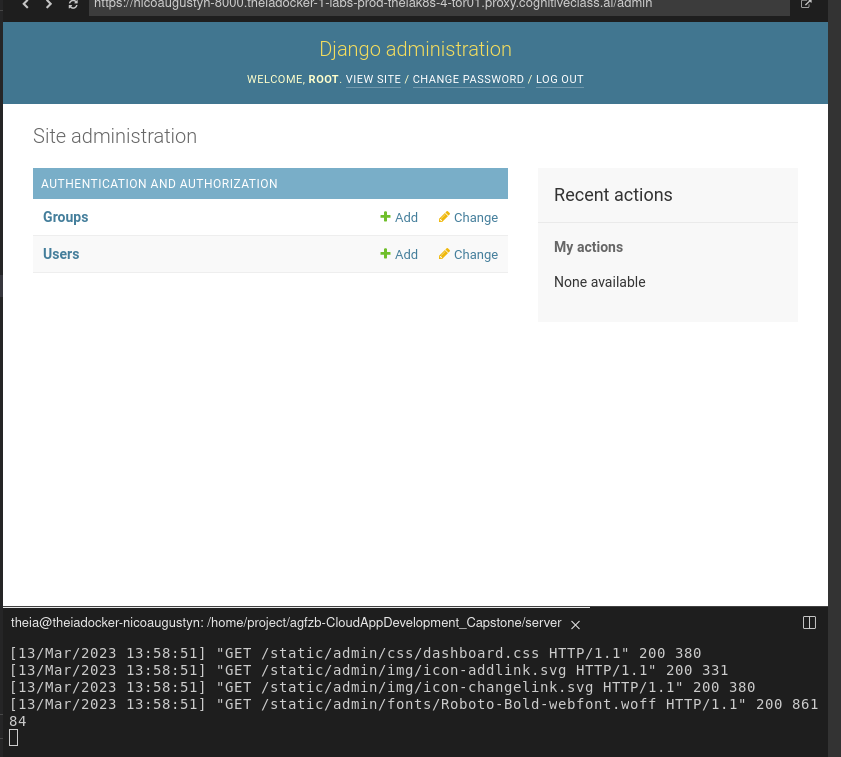 https://nicoaugustyn-8000.theiadocker-1-labs-prod-theiak8s-4-tor01.proxy.cognitiveclass.ai/admin
Django administration
WELCOME, ROOT. VIEW SITE / CHANGE PASSWORD / LOG OUT
Site administration
AUTHENTICATION AND AUTHORIZATION
Groups Add Change
Users Add Change
Recent actions
My actions
None available
theia@theiadocker-nicoaugustyn: /home/project/agfzb-CloudAppDevelopment_Capstone/server
[13/Mar/2023 13:58:51] "GET /static/admin/css/dashboard.css HTTP/1.1" 200 380
[13/Mar/2023 13:58:51] "GET /static/admin/img/icon-addlink.svg HTTP/1.1" 200 331
[13/Mar/2023 13:58:51] "GET /static/admin/img/icon-changelink.svg HTTP/1.1" 200 380
[13/Mar/2023 13:58:51] "GET /static/admin/fonts/Roboto-Bold-webfont.woff HTTP/1.1" 200 861
84